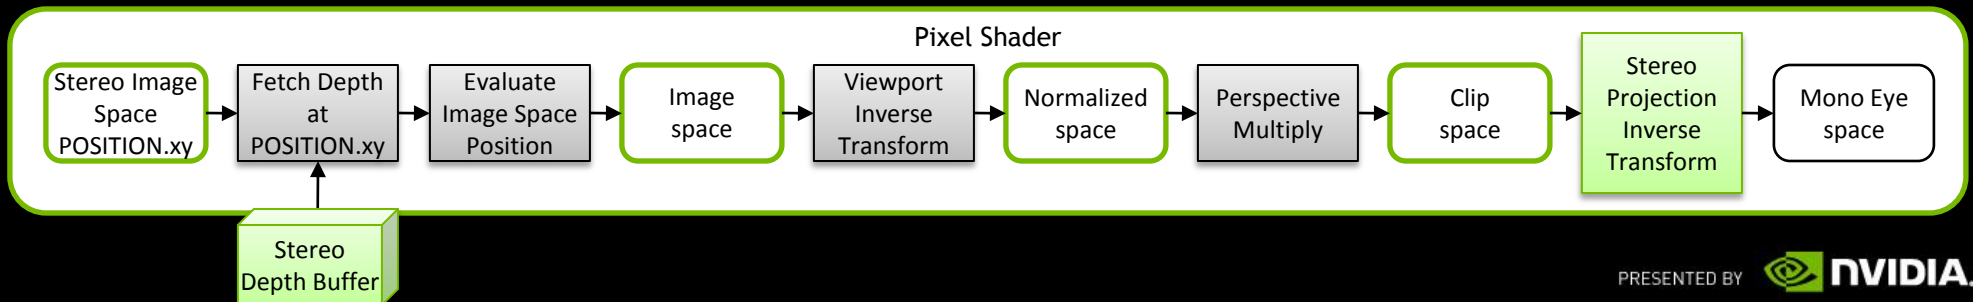 Pixel Shader
Stereo Image
Space
POSITION.xy
Fetch Depth
at
POSITION.xy
Evaluate
Image Space
Position
Image
space
Viewport
Inverse
Transform
Normalized
space
Perspective
Multiply
Clip
space
Stereo
Projection
Inverse
Transform
Mono Eye
space
Stereo
Depth Buffer
PRESENTED BY
NVIDIA.